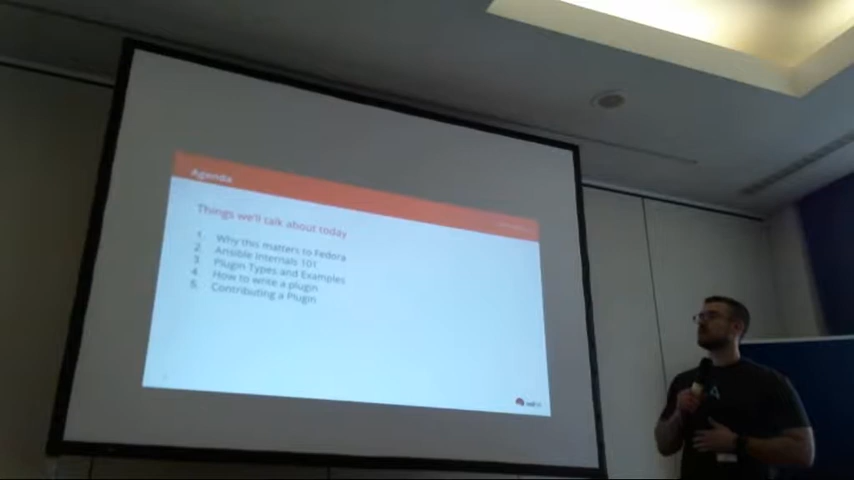 Agenda
Things we'll talk about today
1. Why this matters to Fedora
2. Ansible Internals 101
3. Plugin Types and Examples
4. How to write a plugin
5. Contributing a Plugin